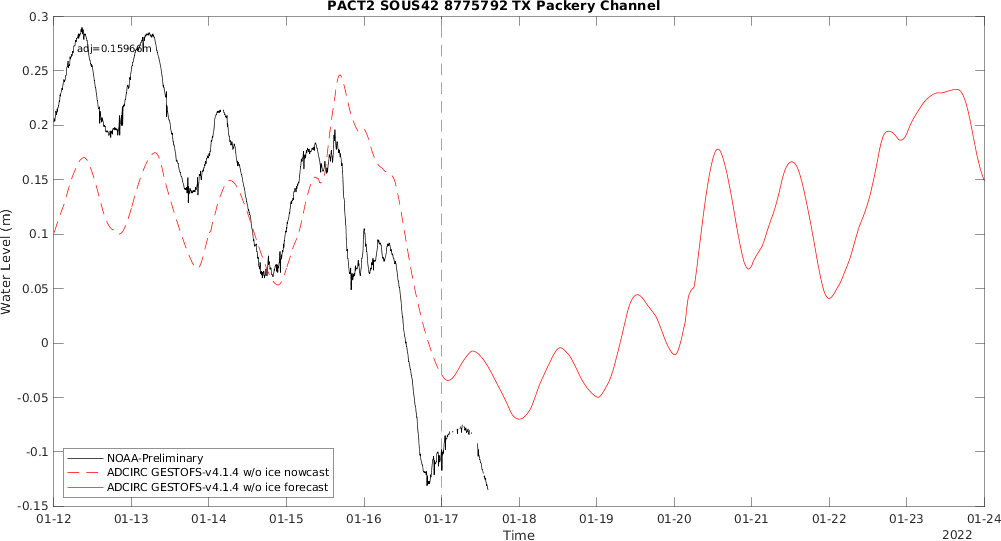 PACT2 SOUS42 8775792 TX Packery Channel
0.3
adj=0.15966m
0.25
0.2
0.15
0.1
0.05
0
-0.05
-0.1
-0.15
Water Level (m)
NOAA-Preliminary
ADCIRC GESTOFS-v4.1.4 w/o ice nowcast
ADCIRC GESTOFS-v4.1.4 w/o ice forecast
01-12 01-13 01-14 01-15 01-16 01-17 01-18 01-19 01-20 01-21 01-22 01-23 01-24
Time
2022